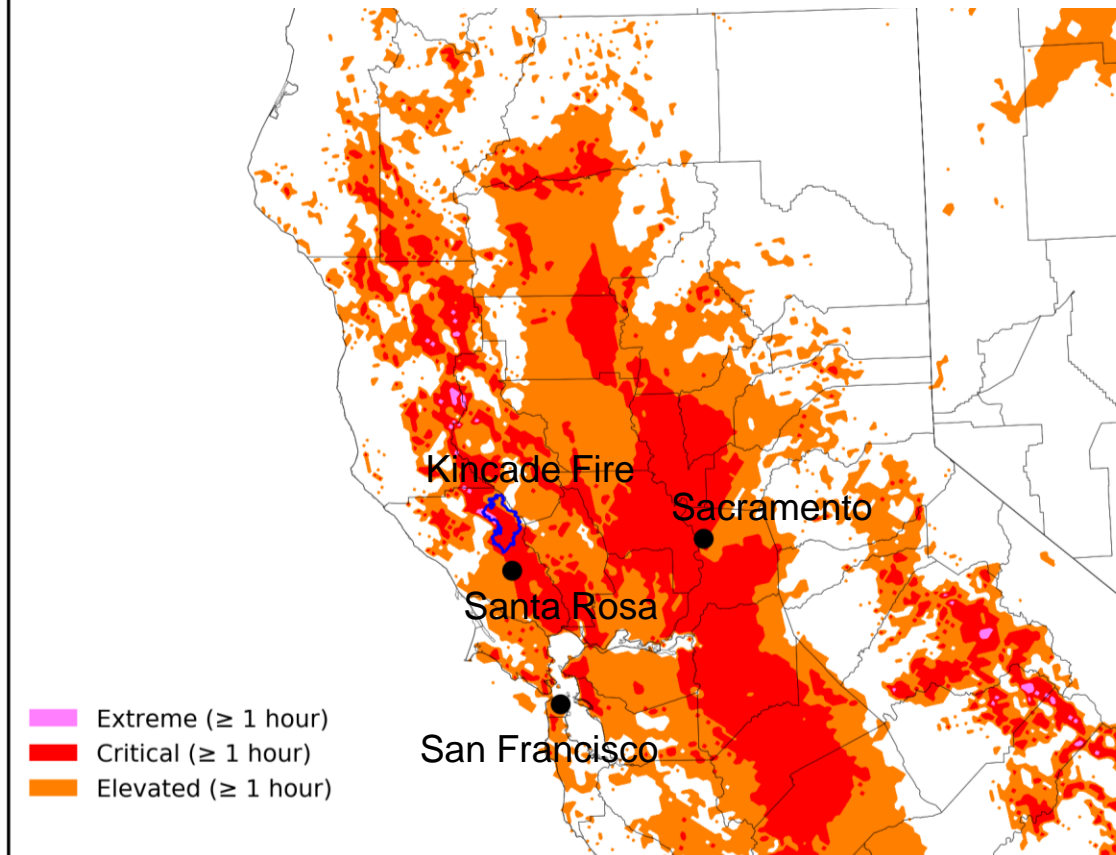 Kincade Fire
Sacramento
Santa Rosa
San Francisco
Extreme (≥ 1 hour)
Critical (≥ 1 hour)
Elevated (≥ 1 hour)